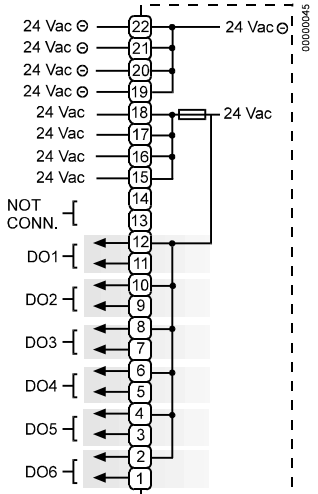 00000045
24 Vac ⊖ 22 24 Vac ⊖
24 Vac ⊖ 21
24 Vac ⊖ 20
24 Vac ⊖ 19
24 Vac 18 24 Vac
24 Vac 17
24 Vac 16
24 Vac 15
NOT 14
CONN. 13
DO1 12
11
DO2 10
9
DO3 8
7
DO4 6
5
DO5 4
3
DO6 2
1